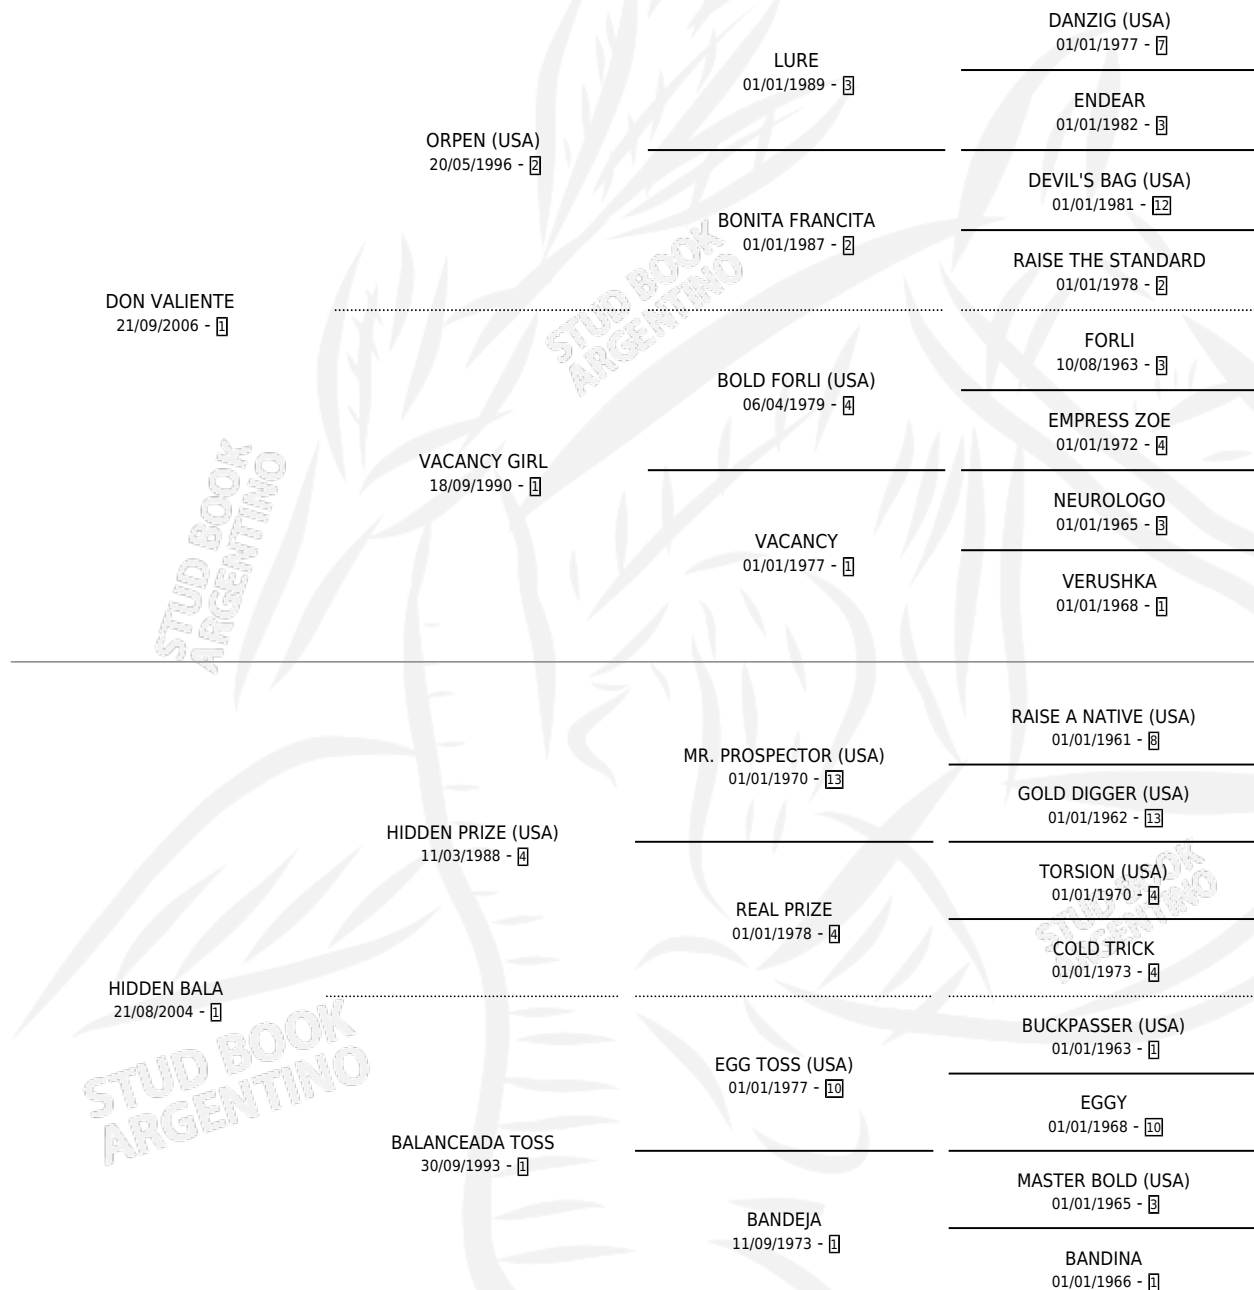 DANZIG (USA)
01/01/1977 - 7
LURE
01/01/1989 - 3
ENDEAR
01/01/1982 - 3
ORPEN (USA)
20/05/1996 - 2
DEVIL'S BAG (USA)
01/01/1981 - 12
BONITA FRANCITA
01/01/1987 - 2
RAISE THE STANDARD
01/01/1978 - 2
DON VALIENTE
21/09/2006 - 1
FORLI
10/08/1963 - 3
BOLD FORLI (USA)
06/04/1979 - 4
EMPRESS ZOE
01/01/1972 - 4
VACANCY GIRL
18/09/1990 - 1
NEUROLOGO
01/01/1965 - 3
VACANCY
01/01/1977 - 1
VERUSHKA
01/01/1968 - 1
STUD BOOK
ARGENTINO
STUD BOOK
ARGENTINO
RAISE A NATIVE (USA)
01/01/1961 - 8
MR. PROSPECTOR (USA)
01/01/1970 - 13
GOLD DIGGER (USA)
01/01/1962 - 13
HIDDEN PRIZE (USA)
11/03/1988 - 4
TORSION (USA)
01/01/1970 - 4
REAL PRIZE
01/01/1978 - 4
COLD TRICK
01/01/1973 - 4
STUD BOOK
ARGENTINO
HIDDEN BALA
21/08/2004 - 1
BUCKPASSER (USA)
01/01/1963 - 1
EGG TOSS (USA)
01/01/1977 - 10
EGGY
01/01/1968 - 10
BALANCEADA TOSS
30/09/1993 - 1
MASTER BOLD (USA)
01/01/1965 - 3
BANDEJA
11/09/1973 - 1
BANDINA
01/01/1966 - 1
STUD BOOK
ARGENTINO